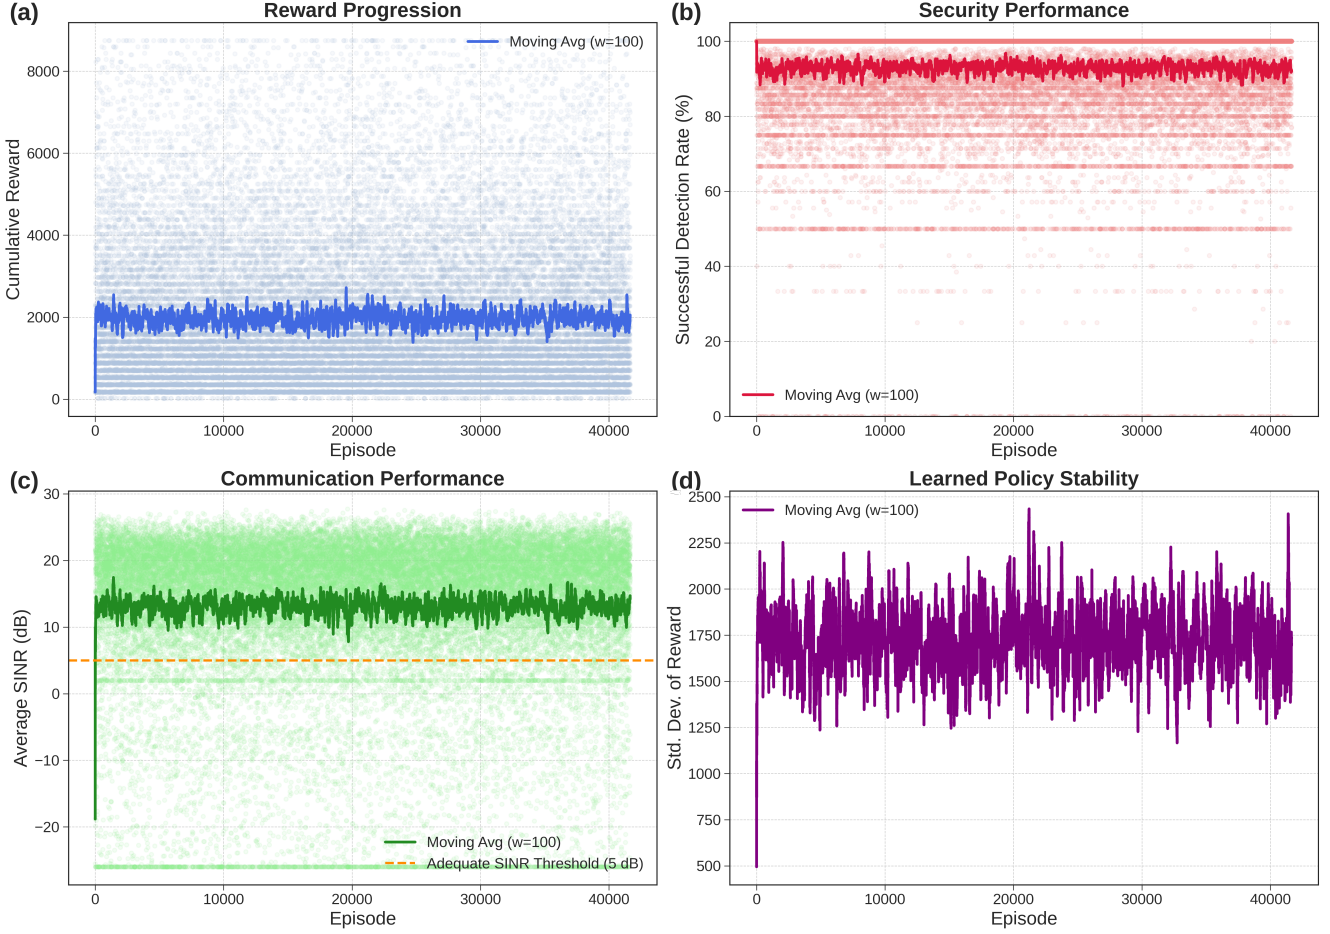 (a)
Reward Progression
Moving Avg (w=100)
Cumulative Reward
8000
6000
4000
2000
0
0
10000
20000
30000
40000
Episode
(b)
Security Performance
Moving Avg (w=100)
Successful Detection Rate (%)
100
80
60
40
20
0
0
10000
20000
30000
40000
Episode
(c)
Communication Performance
Moving Avg (w=100)
Adequate SINR Threshold (5 dB)
Average SINR (dB)
30
20
10
0
−10
−20
0
10000
20000
30000
40000
Episode
(d)
Learned Policy Stability
Moving Avg (w=100)
Std. Dev. of Reward
2500
2250
2000
1750
1500
1250
1000
750
500
0
10000
20000
30000
40000
Episode